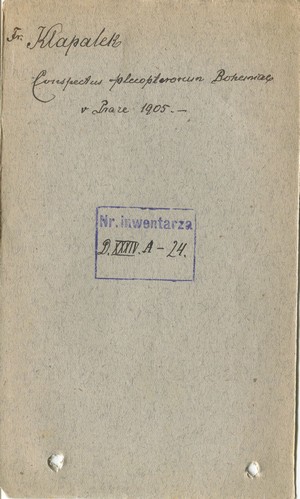 Fr. Klapalek
Conspectus plecopterorum Bohemiae
v Praze 1905. —
Nr. inwentarza
D. XXXIV. A – 24.